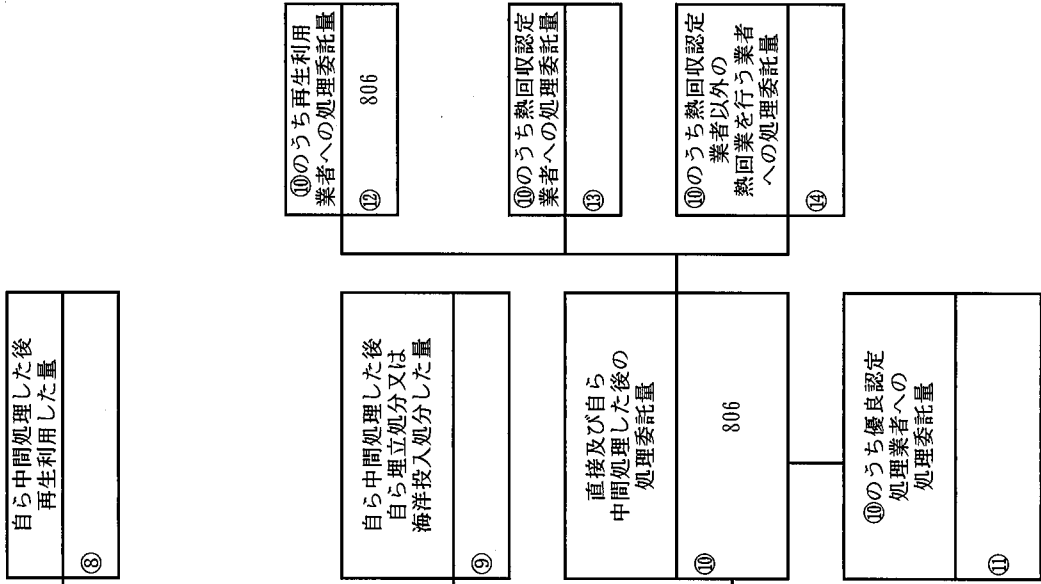 自ら中間処理した後
再生利用した量
⑧
自ら中間処理した後
自ら埋立処分又は
海洋投入処分した量
⑨
直接及び自ら
中間処理した後の
処理委託量
⑩
806
⑩のうち優良認定
処理業者への
処理委託量
⑪
⑩のうち再生利用
業者への処理委託量
⑫
806
⑩のうち熱回収認定
業者への処理委託量
⑬
⑩のうち熱回収認定
業者以外の
熱回業を行う業者
への処理委託量
⑭